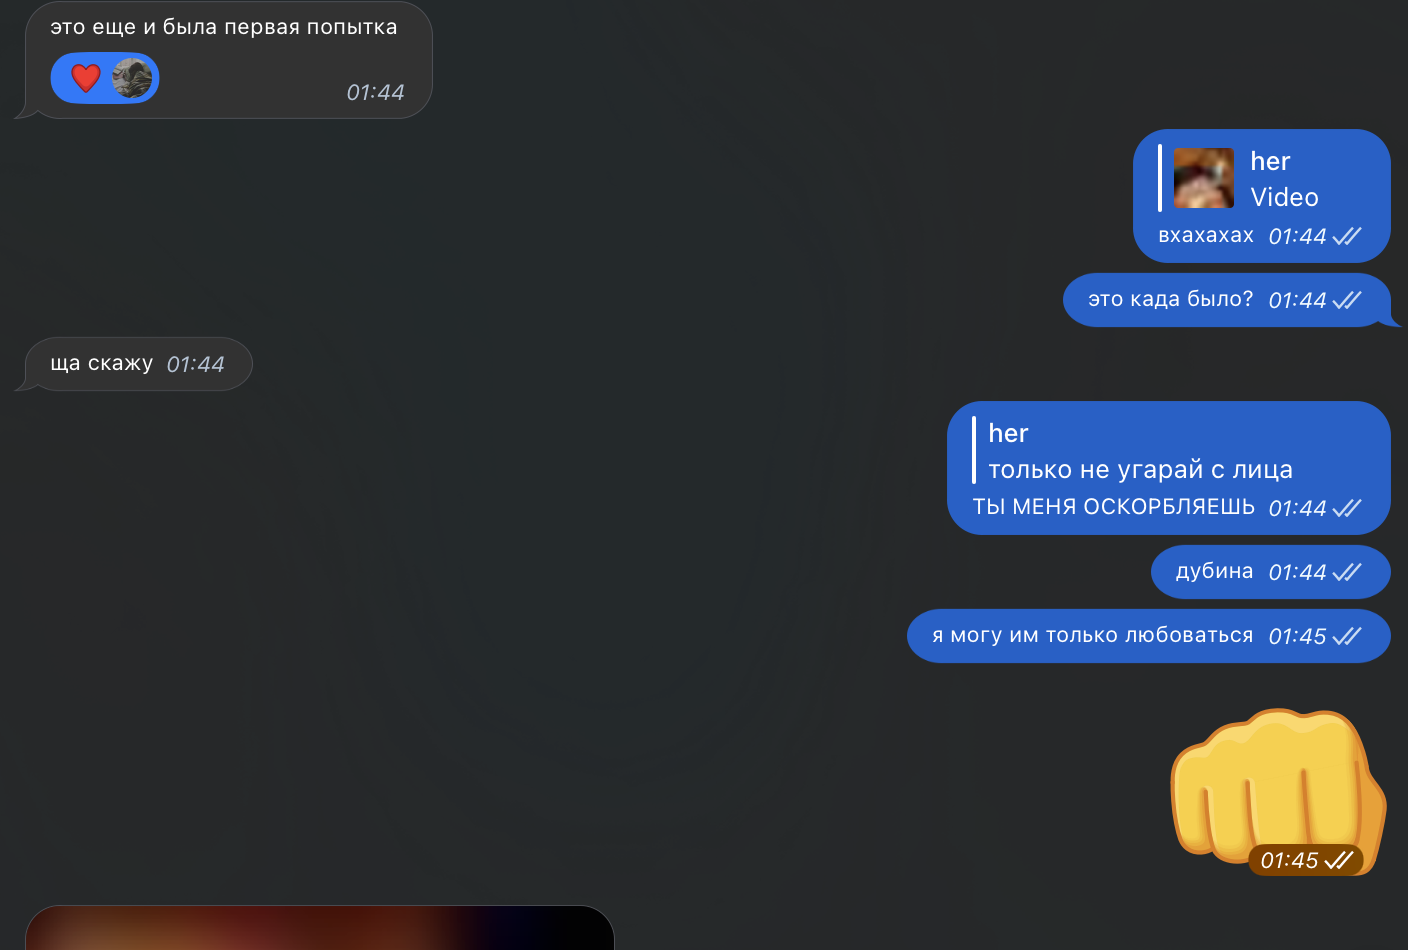 это еще и была первая попытка
01:44
her
Video
вхахахах 01:44
это када было? 01:44
ща скажу 01:44
her
только не угарай с лица
ТЫ МЕНЯ ОСКОРБЛЯЕШЬ 01:44
дубина 01:44
я могу им только любоваться 01:45
01:45